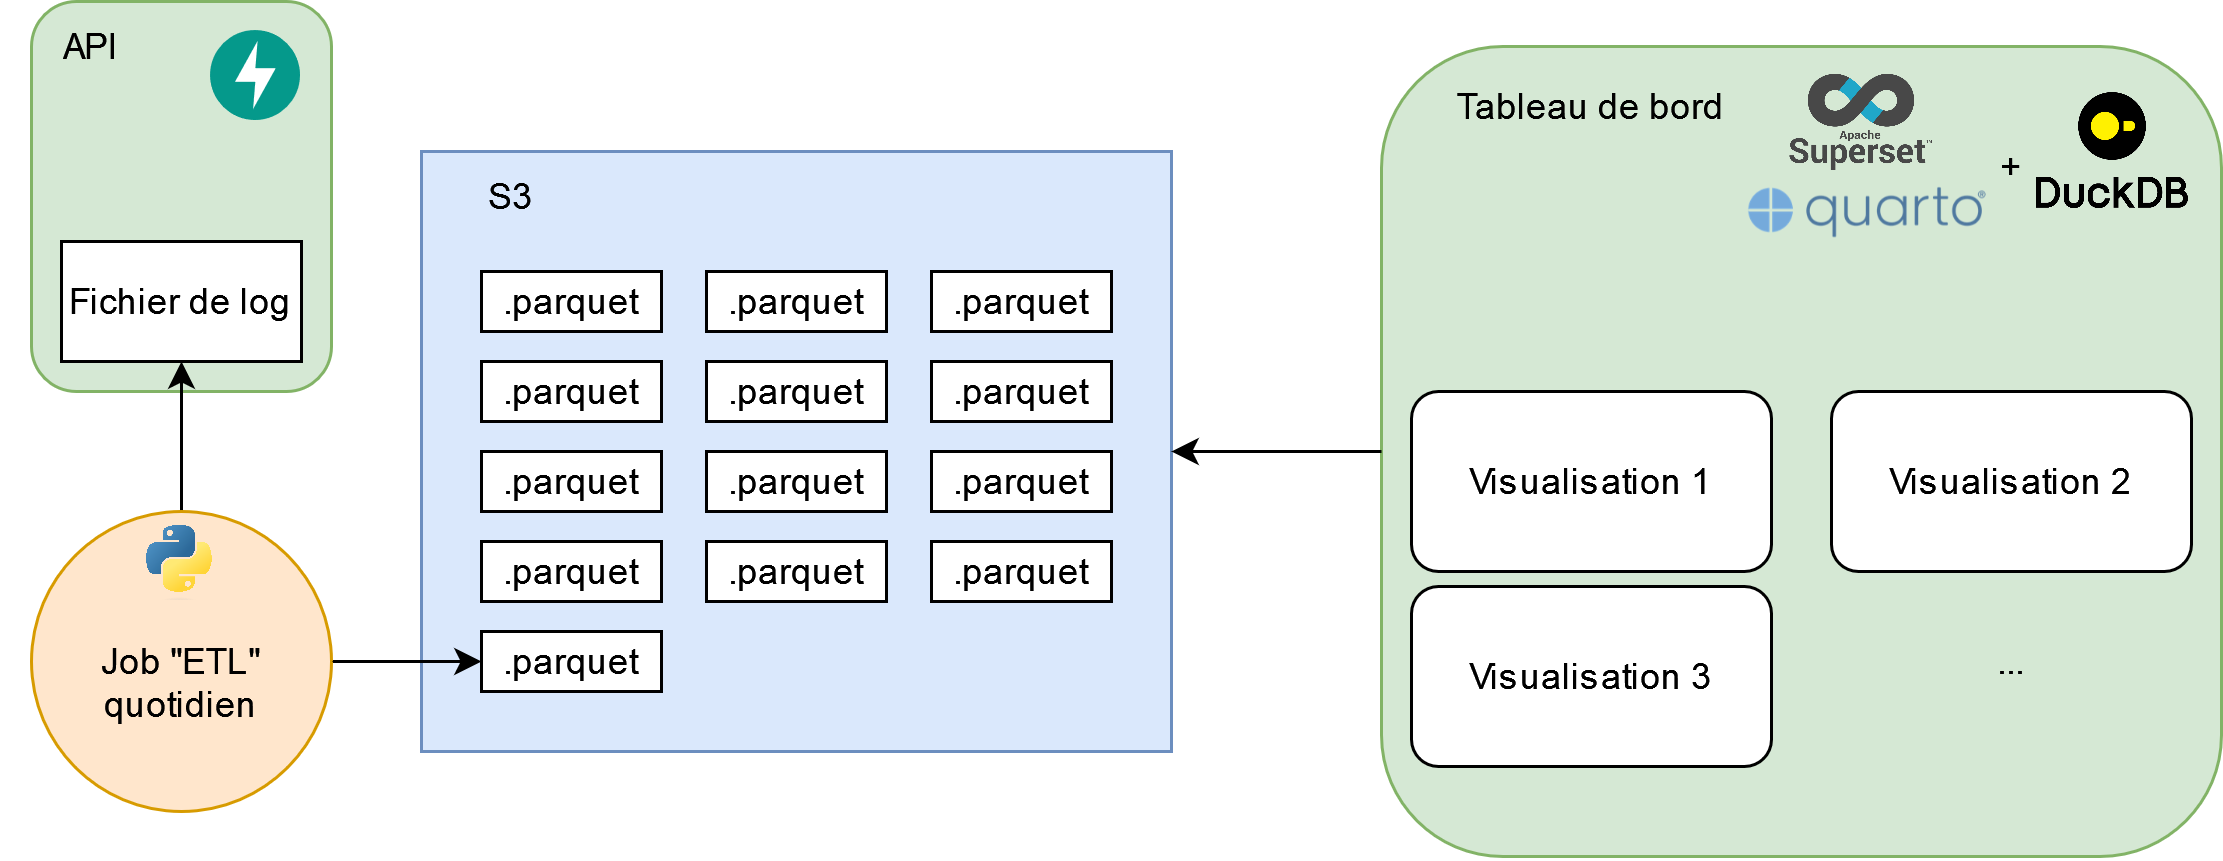 API
Fichier de log
Job "ETL"
quotidien
S3
.parquet .parquet .parquet
.parquet .parquet .parquet
.parquet .parquet .parquet
.parquet .parquet .parquet
.parquet
Tableau de bord
Apache
Superset™
quarto®
+
DuckDB
Visualisation 1
Visualisation 2
Visualisation 3
...